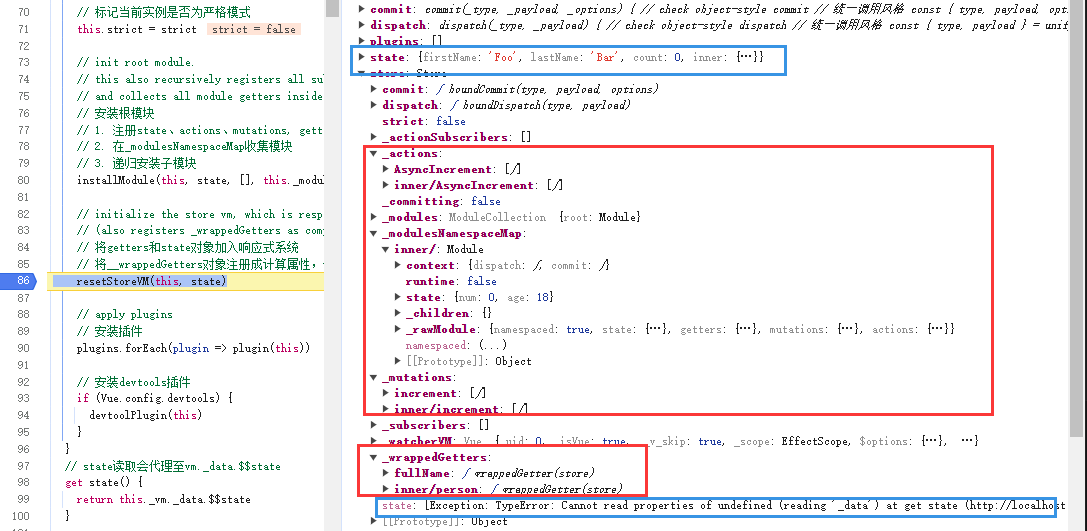 70 // 标记当前实例是否为严格模式
71 this.strict = strict strict = false
72
73 // init root module.
74 // this also recursively registers all su
75 // and collects all module getters inside
76 // 安装根模块
77 // 1. 注册state、actions、mutations, gett
78 // 2. 在_modulesNamespaceMap收集模块
79 // 3. 递归安装子模块
80 installModule(this, state, [], this._modu
81
82 // initialize the store vm, which is resp
83 // (also registers _wrappedGetters as com
84 // 将getters和state对象加入响应式系统
85 // 将__wrappedGetters对象注册成计算属性,
86 resetStoreVM(this, state)
87
88 // apply plugins
89 // 安装插件
90 plugins.forEach(plugin => plugin(this))
91
92 // 安装devtools插件
93 if (Vue.config.devtools) {
94 devtoolPlugin(this)
95 }
96 }
97 // state读取会代理至vm._data.$$state
98 get state() {
99 return this._vm._data.$$state
100 }
commit: commit(_type, _payload, _options) { // check object-style commit // 统一调用风格 const { type, payload, opt
dispatch: dispatch(_type, _payload) { // check object-style dispatch // 统一调用风格 const { type, payload } = unif
plugins: []
state: {firstName: 'Foo', lastName: 'Bar', count: 0, inner: {…}}
store: Store
commit: ƒ boundCommit(type, payload, options)
dispatch: ƒ boundDispatch(type, payload)
strict: false
_actionSubscribers: []
_actions:
AsyncIncrement: [ƒ]
inner/AsyncIncrement: [ƒ]
_committing: false
_modules: ModuleCollection {root: Module}
_modulesNamespaceMap:
inner/: Module
context: {dispatch: ƒ, commit: ƒ}
runtime: false
state: {num: 0, age: 18}
_children: {}
_rawModule: {namespaced: true, state: {…}, getters: {…}, mutations: {…}, actions: {…}}
namespaced: (...)
[[Prototype]]: Object
_mutations:
increment: [ƒ]
inner/increment: [ƒ]
_subscribers: []
_watcherVM: Vue {_uid: 0, _isVue: true, __v_skip: true, _scope: EffectScope, $options: {…}, …}
_wrappedGetters:
fullName: ƒ wrappedGetter(store)
inner/person: ƒ wrappedGetter(store)
state: [Exception: TypeError: Cannot read properties of undefined (reading '_data') at get state (http://localhost
[[Prototype]]: Object